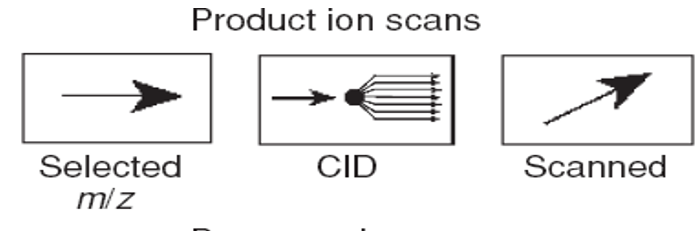 Product ion scans
Selected CID Scanned
m/z